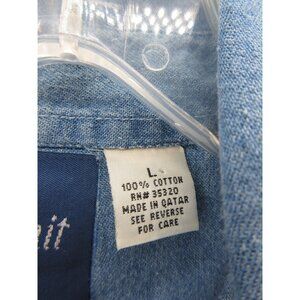 L
100% COTTON
RN# 35320
MADE IN QATAR
SEE REVERSE
FOR CARE